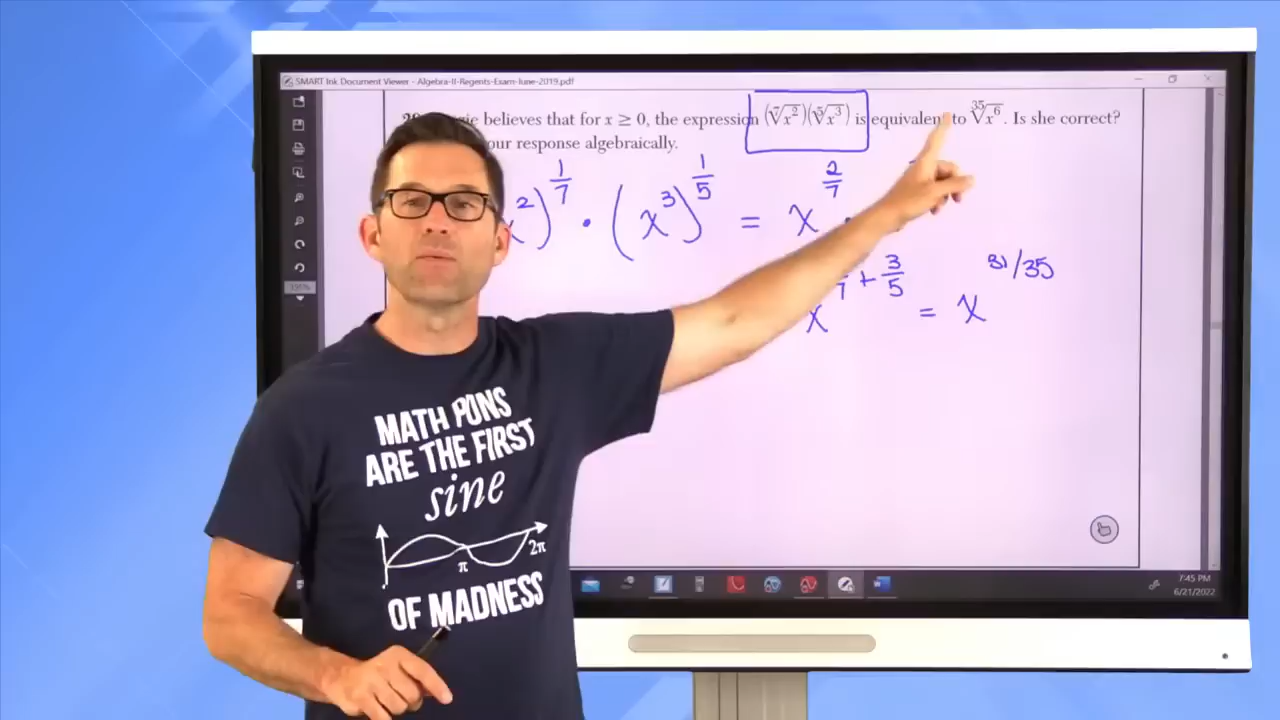 SMART Ink Document Viewer - Algebra-II-Regents-Exam-June-2019.pdf
believes that for x ≥ 0, the expression (⁷√x²)(⁵√x³) is equivalent to ³⁵√x⁶. Is she correct?
our response algebraically.
²)^(1/7) · (x³)^(1/5) = x^(2/7) ·
x + 3/5 = x^(31/35)
MATH PUNS
ARE THE FIRST
sine
π 2π
OF MADNESS
7:45 PM
6/21/2022